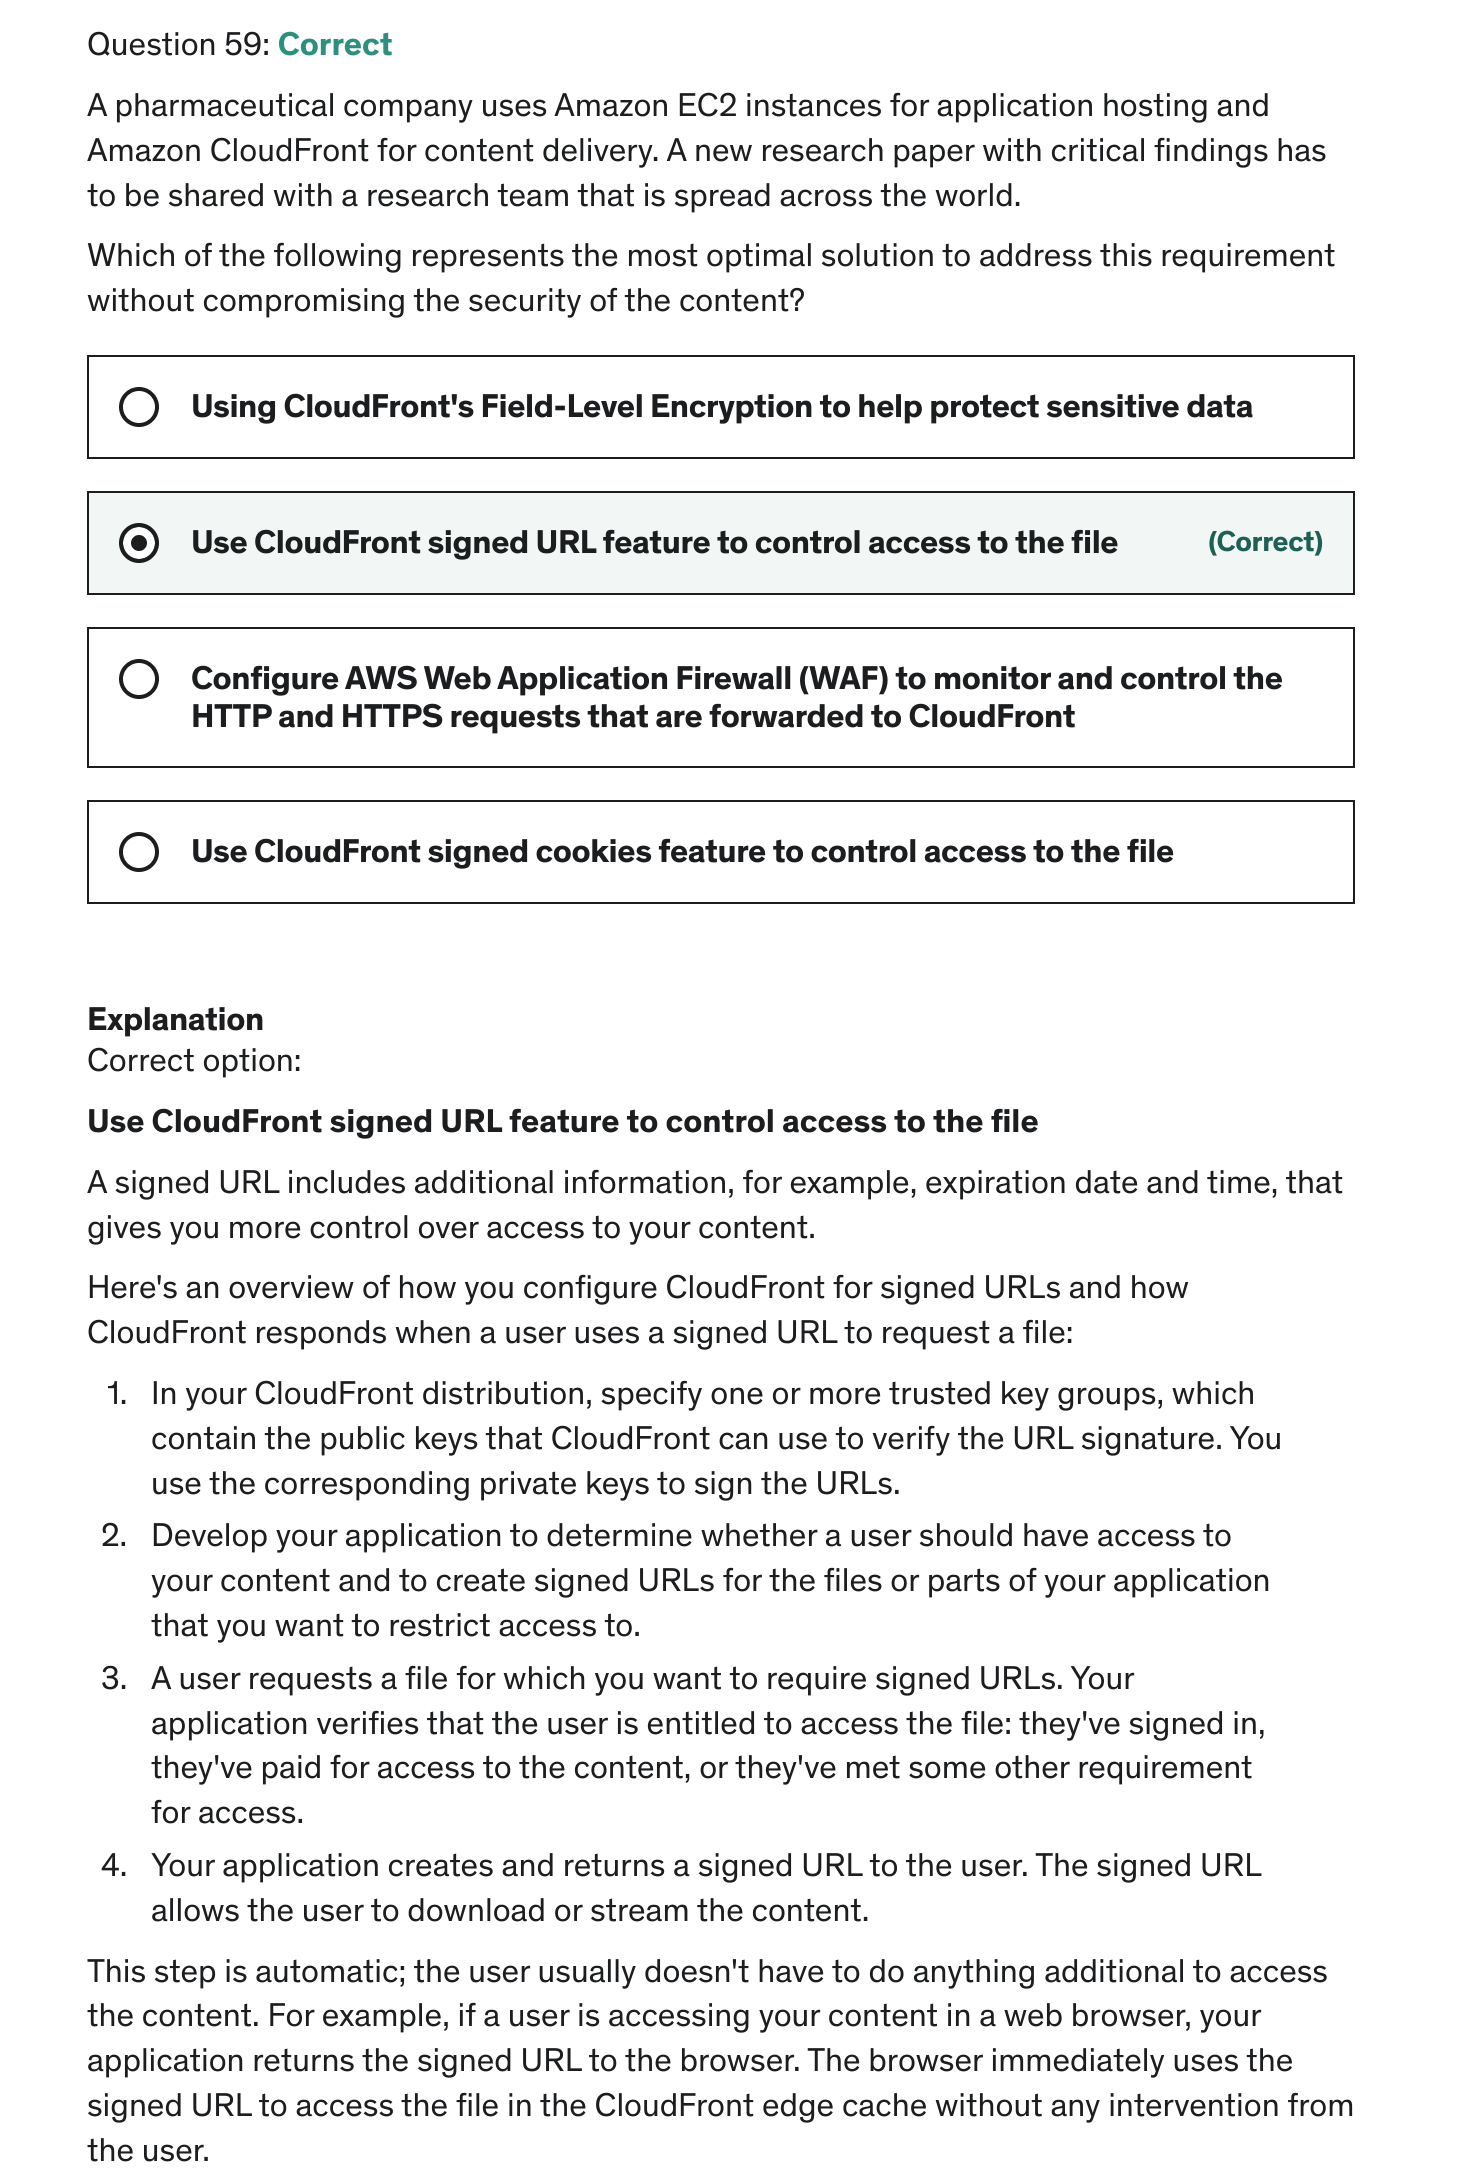 Question 59: Correct
A pharmaceutical company uses Amazon EC2 instances for application hosting and
Amazon CloudFront for content delivery. A new research paper with critical findings has
to be shared with a research team that is spread across the world.
Which of the following represents the most optimal solution to address this requirement
without compromising the security of the content?
Using CloudFront's Field-Level Encryption to help protect sensitive data
Use CloudFront signed URL feature to control access to the file (Correct)
Configure AWS Web Application Firewall (WAF) to monitor and control the
HTTP and HTTPS requests that are forwarded to CloudFront
Use CloudFront signed cookies feature to control access to the file
Explanation
Correct option:
Use CloudFront signed URL feature to control access to the file
A signed URL includes additional information, for example, expiration date and time, that
gives you more control over access to your content.
Here's an overview of how you configure CloudFront for signed URLs and how
CloudFront responds when a user uses a signed URL to request a file:
1. In your CloudFront distribution, specify one or more trusted key groups, which
contain the public keys that CloudFront can use to verify the URL signature. You
use the corresponding private keys to sign the URLs.
2. Develop your application to determine whether a user should have access to
your content and to create signed URLs for the files or parts of your application
that you want to restrict access to.
3. A user requests a file for which you want to require signed URLs. Your
application verifies that the user is entitled to access the file: they've signed in,
they've paid for access to the content, or they've met some other requirement
for access.
4. Your application creates and returns a signed URL to the user. The signed URL
allows the user to download or stream the content.
This step is automatic; the user usually doesn't have to do anything additional to access
the content. For example, if a user is accessing your content in a web browser, your
application returns the signed URL to the browser. The browser immediately uses the
signed URL to access the file in the CloudFront edge cache without any intervention from
the user.